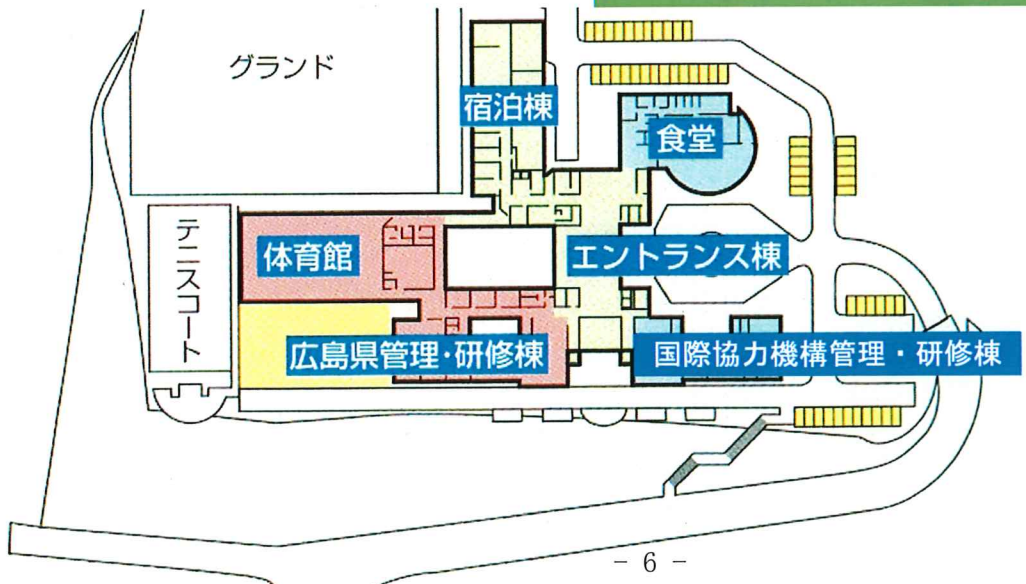 グランド
宿泊棟
食堂
テニスコート
体育館
エントランス棟
広島県管理・研修棟
国際協力機構管理・研修棟
- 6 -